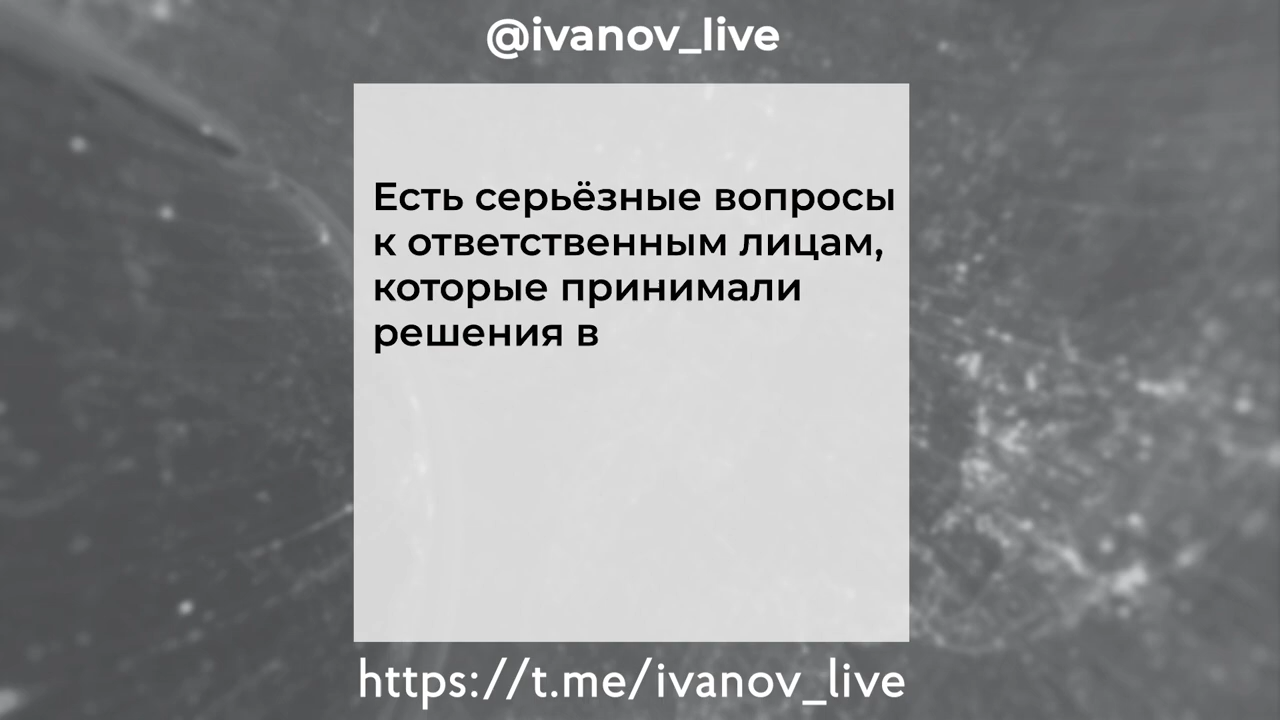 @ivanov_live
Есть серьёзные вопросы
к ответственным лицам,
которые принимали
решения в
https://t.me/ivanov_live